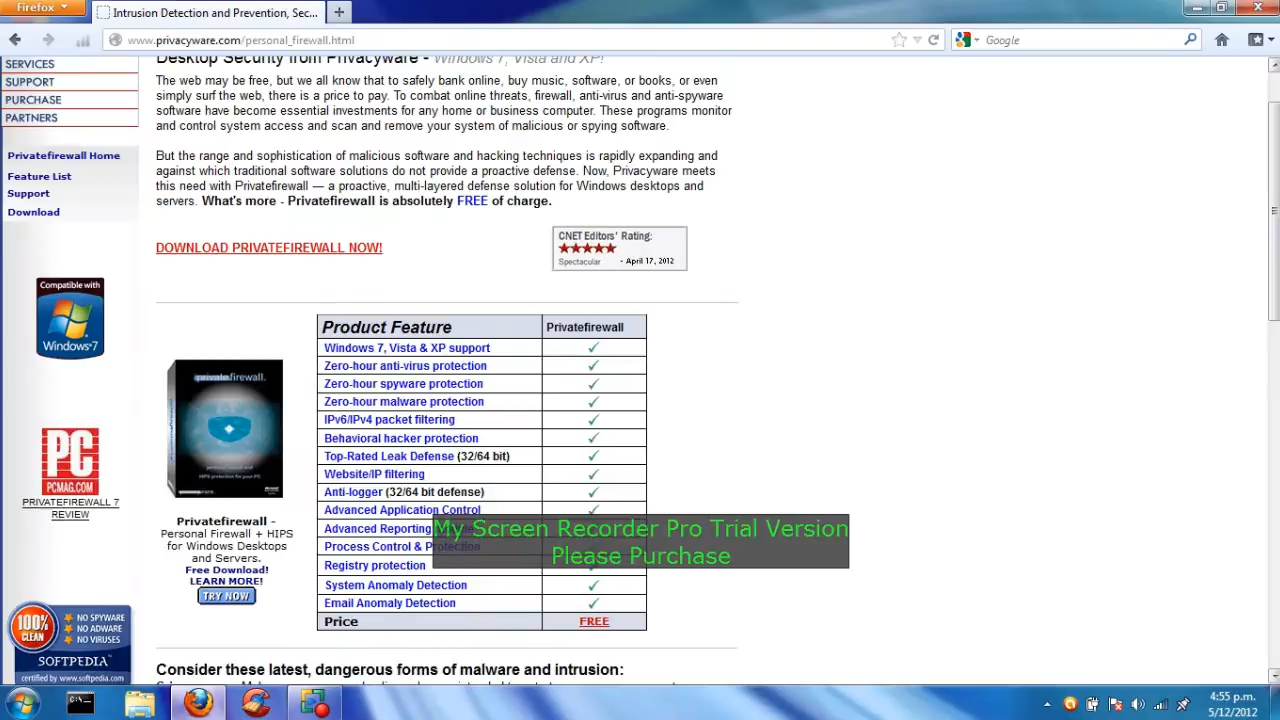 Firefox
Intrusion Detection and Prevention, Sec...
www.privacyware.com/personal_firewall.html
Google
SERVICES
SUPPORT
PURCHASE
PARTNERS
Privatefirewall Home
Feature List
Support
Download
Compatible with
Windows 7
PC
PCMAG.COM
PRIVATEFIREWALL 7
REVIEW
100%
CLEAN
NO SPYWARE
NO ADWARE
NO VIRUSES
SOFTPEDIA
certified by www.softpedia.com
Desktop Security from Privacyware - Windows 7, Vista and XP!
The web may be free, but we all know that to safely bank online, buy music, software, or books, or even
simply surf the web, there is a price to pay. To combat online threats, firewall, anti-virus and anti-spyware
software have become essential investments for any home or business computer. These programs monitor
and control system access and scan and remove your system of malicious or spying software.
But the range and sophistication of malicious software and hacking techniques is rapidly expanding and
against which traditional software solutions do not provide a proactive defense. Now, Privacyware meets
this need with Privatefirewall — a proactive, multi-layered defense solution for Windows desktops and
servers. What's more - Privatefirewall is absolutely FREE of charge.
DOWNLOAD PRIVATEFIREWALL NOW!
CNET Editors' Rating:
Spectacular - April 17, 2012
privatefirewall.
Privatefirewall -
Personal Firewall + HIPS
for Windows Desktops
and Servers.
Free Download!
LEARN MORE!
TRY NOW
Product Feature Privatefirewall
Windows 7, Vista & XP support
Zero-hour anti-virus protection
Zero-hour spyware protection
Zero-hour malware protection
IPv6/IPv4 packet filtering
Behavioral hacker protection
Top-Rated Leak Defense (32/64 bit)
Website/IP filtering
Anti-logger (32/64 bit defense)
Advanced Application Control
Advanced Reporting
Process Control & Protection
Registry protection
System Anomaly Detection
Email Anomaly Detection
Price FREE
My Screen Recorder Pro Trial Version
Please Purchase
Consider these latest, dangerous forms of malware and intrusion:
4:55 p.m.
5/12/2012